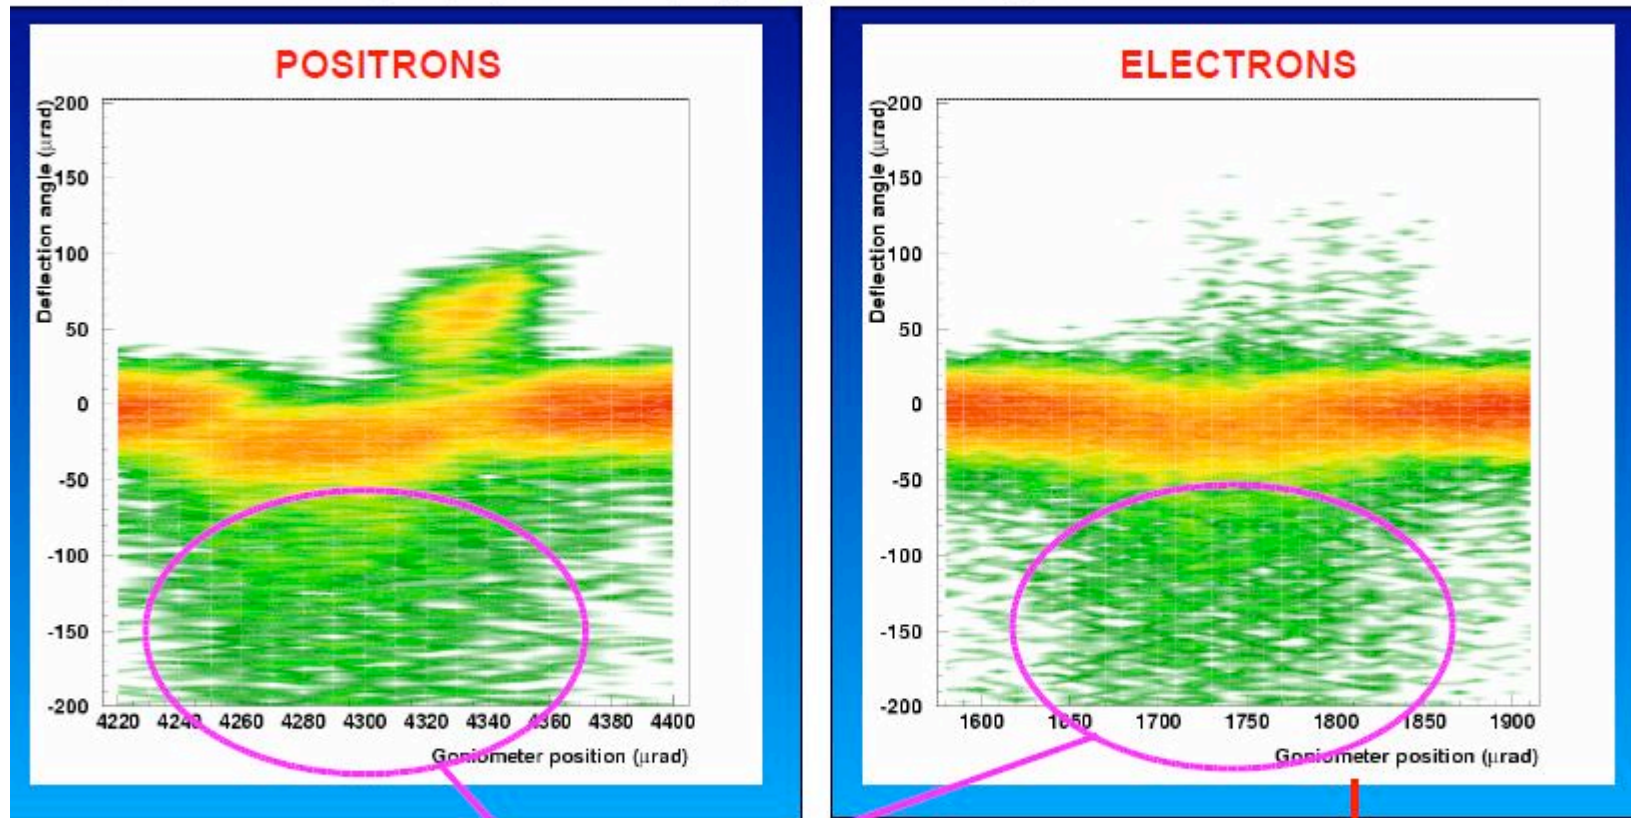 POSITRONS
Deflection angle (μrad)
200
150
100
50
0
-50
-100
-150
-200
4220 4240 4260 4280 4300 4320 4340 4360 4380 4400
Goniometer position (μrad)
ELECTRONS
Deflection angle (μrad)
200
150
100
50
0
-50
-100
-150
-200
1600 1650 1700 1750 1800 1850 1900
Goniometer position (μrad)